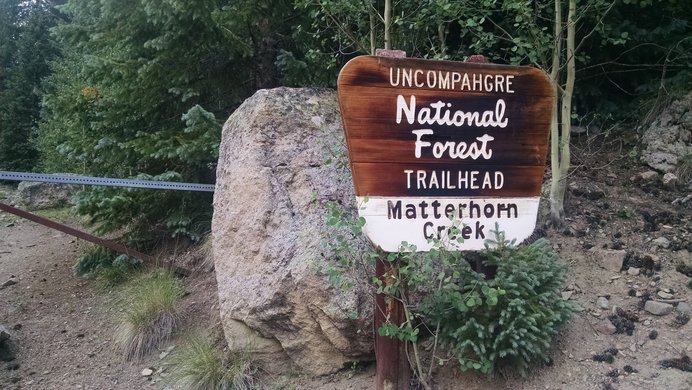 UNCOMPAHGRE
National
Forest
TRAILHEAD
Matterhorn
Creek